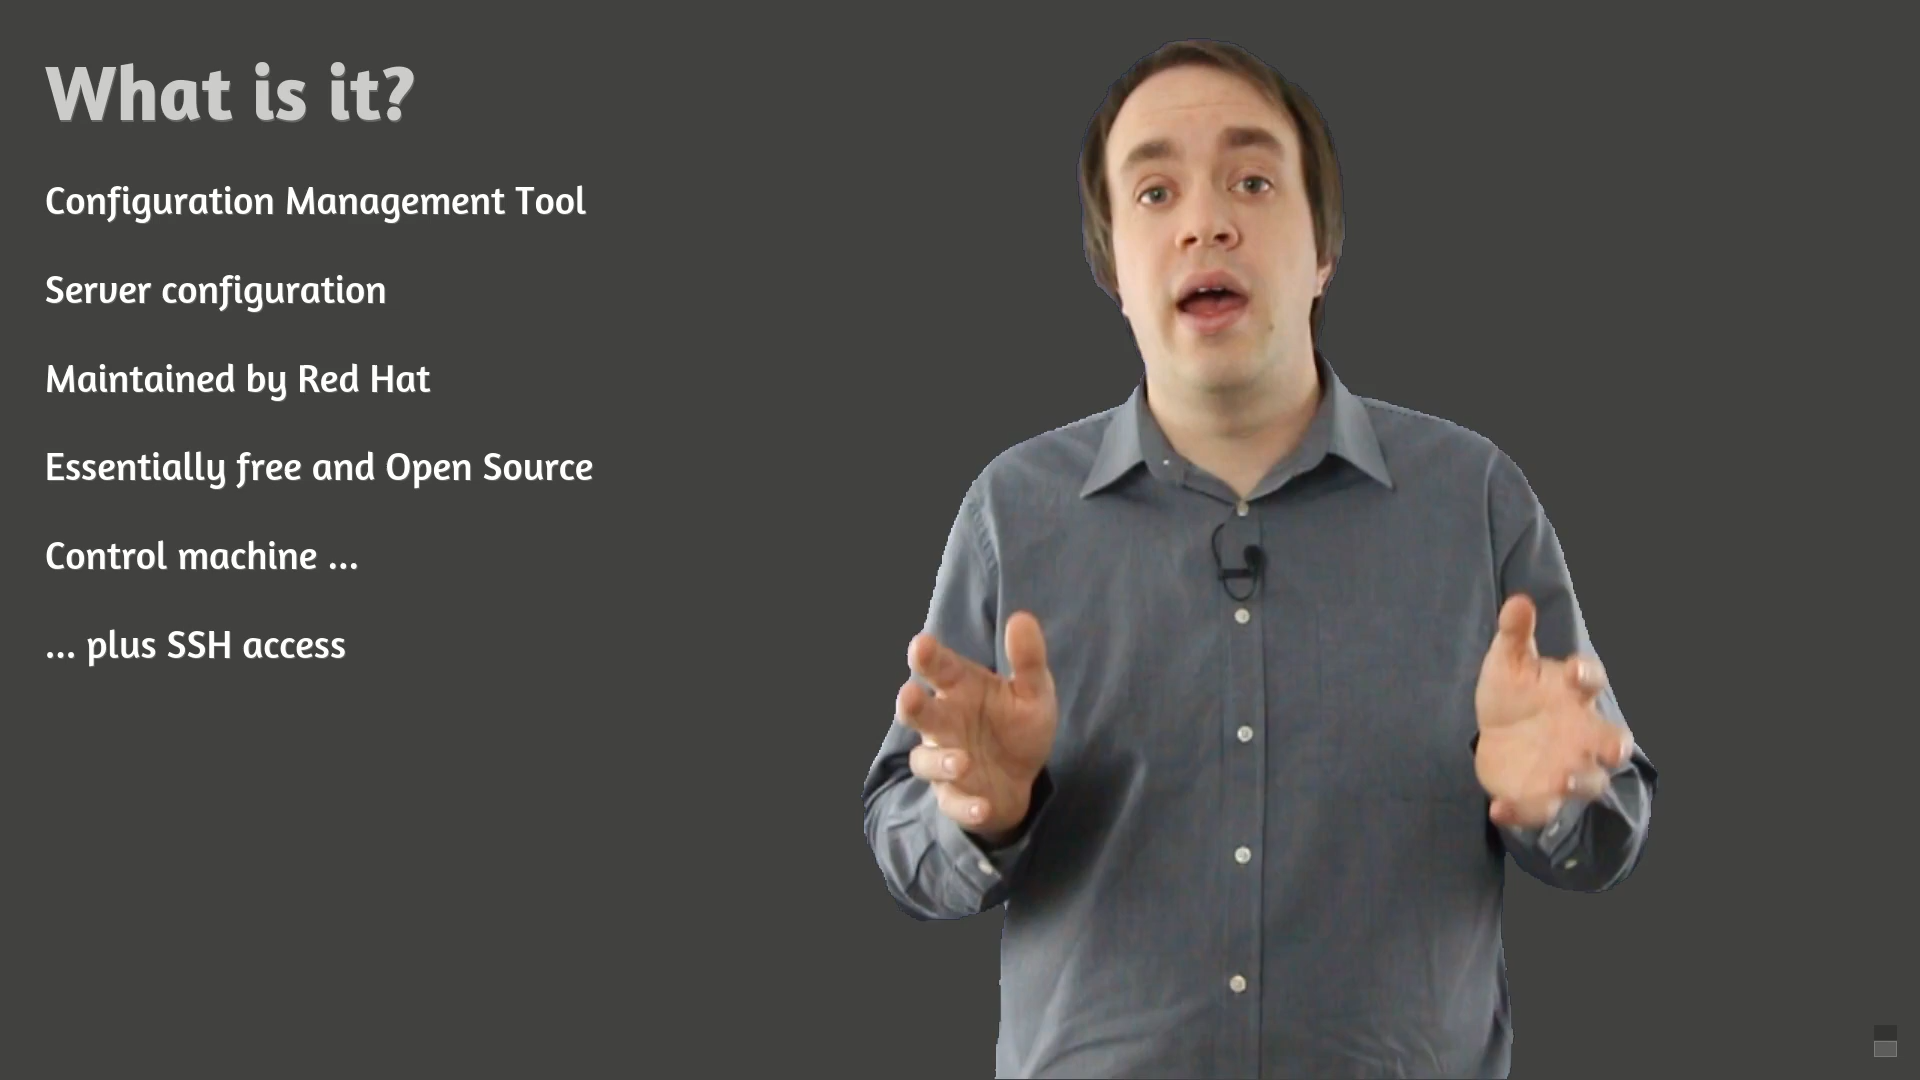 What is it?
Configuration Management Tool
Server configuration
Maintained by Red Hat
Essentially free and Open Source
Control machine ...
... plus SSH access